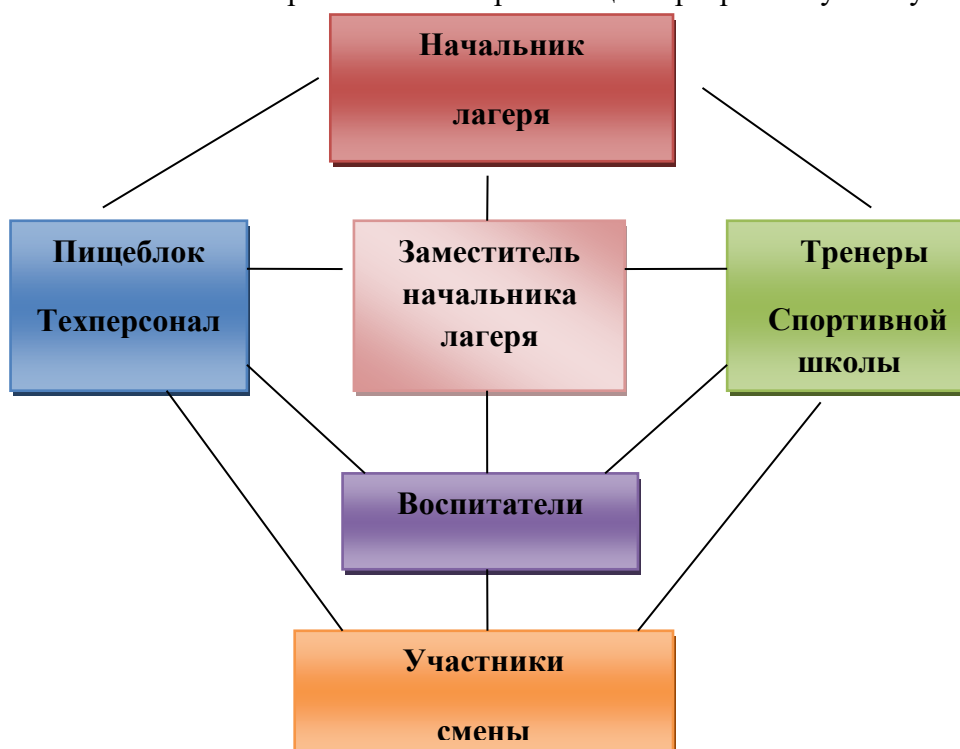 Начальник
лагеря
Пищеблок
Техперсонал
Заместитель
начальника
лагеря
Тренеры
Спортивной
школы
Воспитатели
Участники
смены